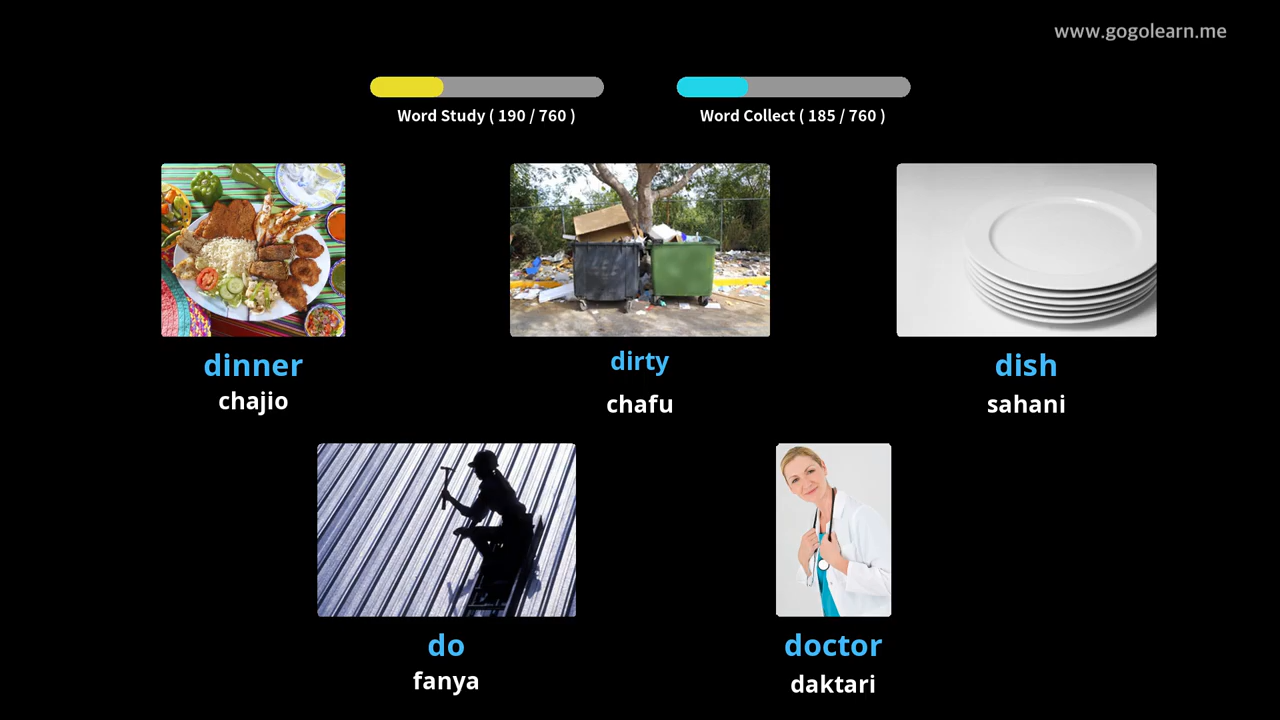 www.gogolearn.me
Word Study ( 190 / 760 )
Word Collect ( 185 / 760 )
dinner
chajio
dirty
chafu
dish
sahani
do
fanya
doctor
daktari